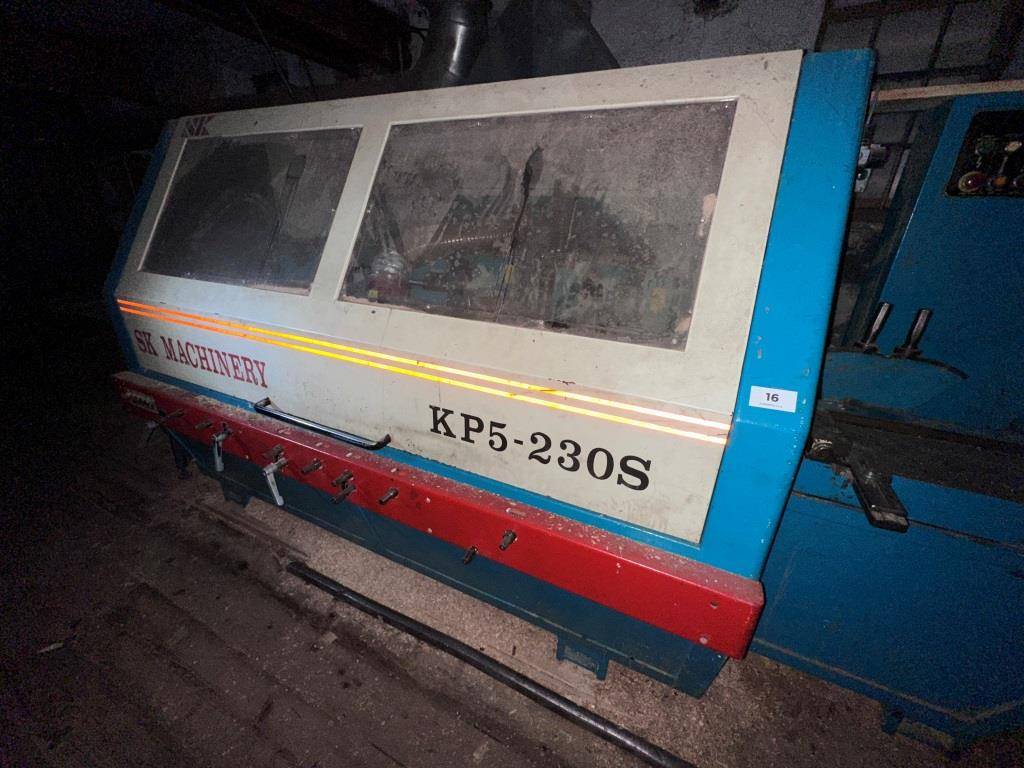 SK
SK MACHINERY
KP5-230S
16